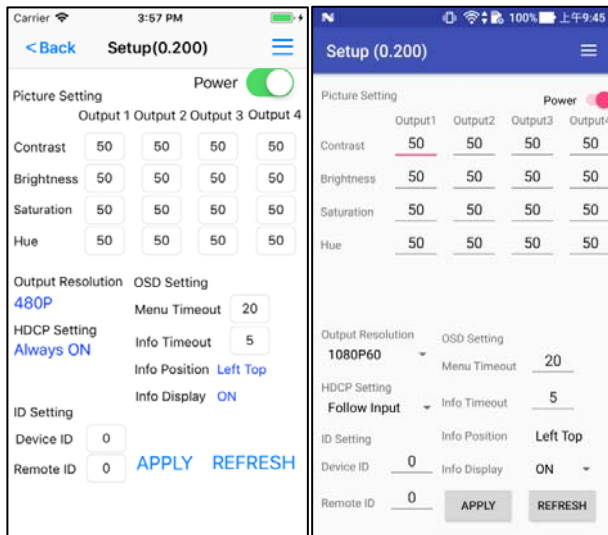 Carrier 3:57 PM
<Back Setup(0.200)
Power
Picture Setting
Output 1 Output 2 Output 3 Output 4
Contrast 50 50 50 50
Brightness 50 50 50 50
Saturation 50 50 50 50
Hue 50 50 50 50
Output Resolution OSD Setting
480P
Menu Timeout 20
HDCP Setting
Always ON
Info Timeout 5
Info Position Left Top
Info Display ON
ID Setting
Device ID 0
Remote ID 0 APPLY REFRESH
100% 上午9:45
Setup (0.200)
Picture Setting
Power
Output1 Output2 Output3 Output4
Contrast 50 50 50 50
Brightness 50 50 50 50
Saturation 50 50 50 50
Hue 50 50 50 50
Output Resolution OSD Setting
1080P60
Menu Timeout 20
HDCP Setting
Follow Input
Info Timeout 5
ID Setting Info Position Left Top
Device ID 0 Info Display ON
Remote ID 0 APPLY REFRESH